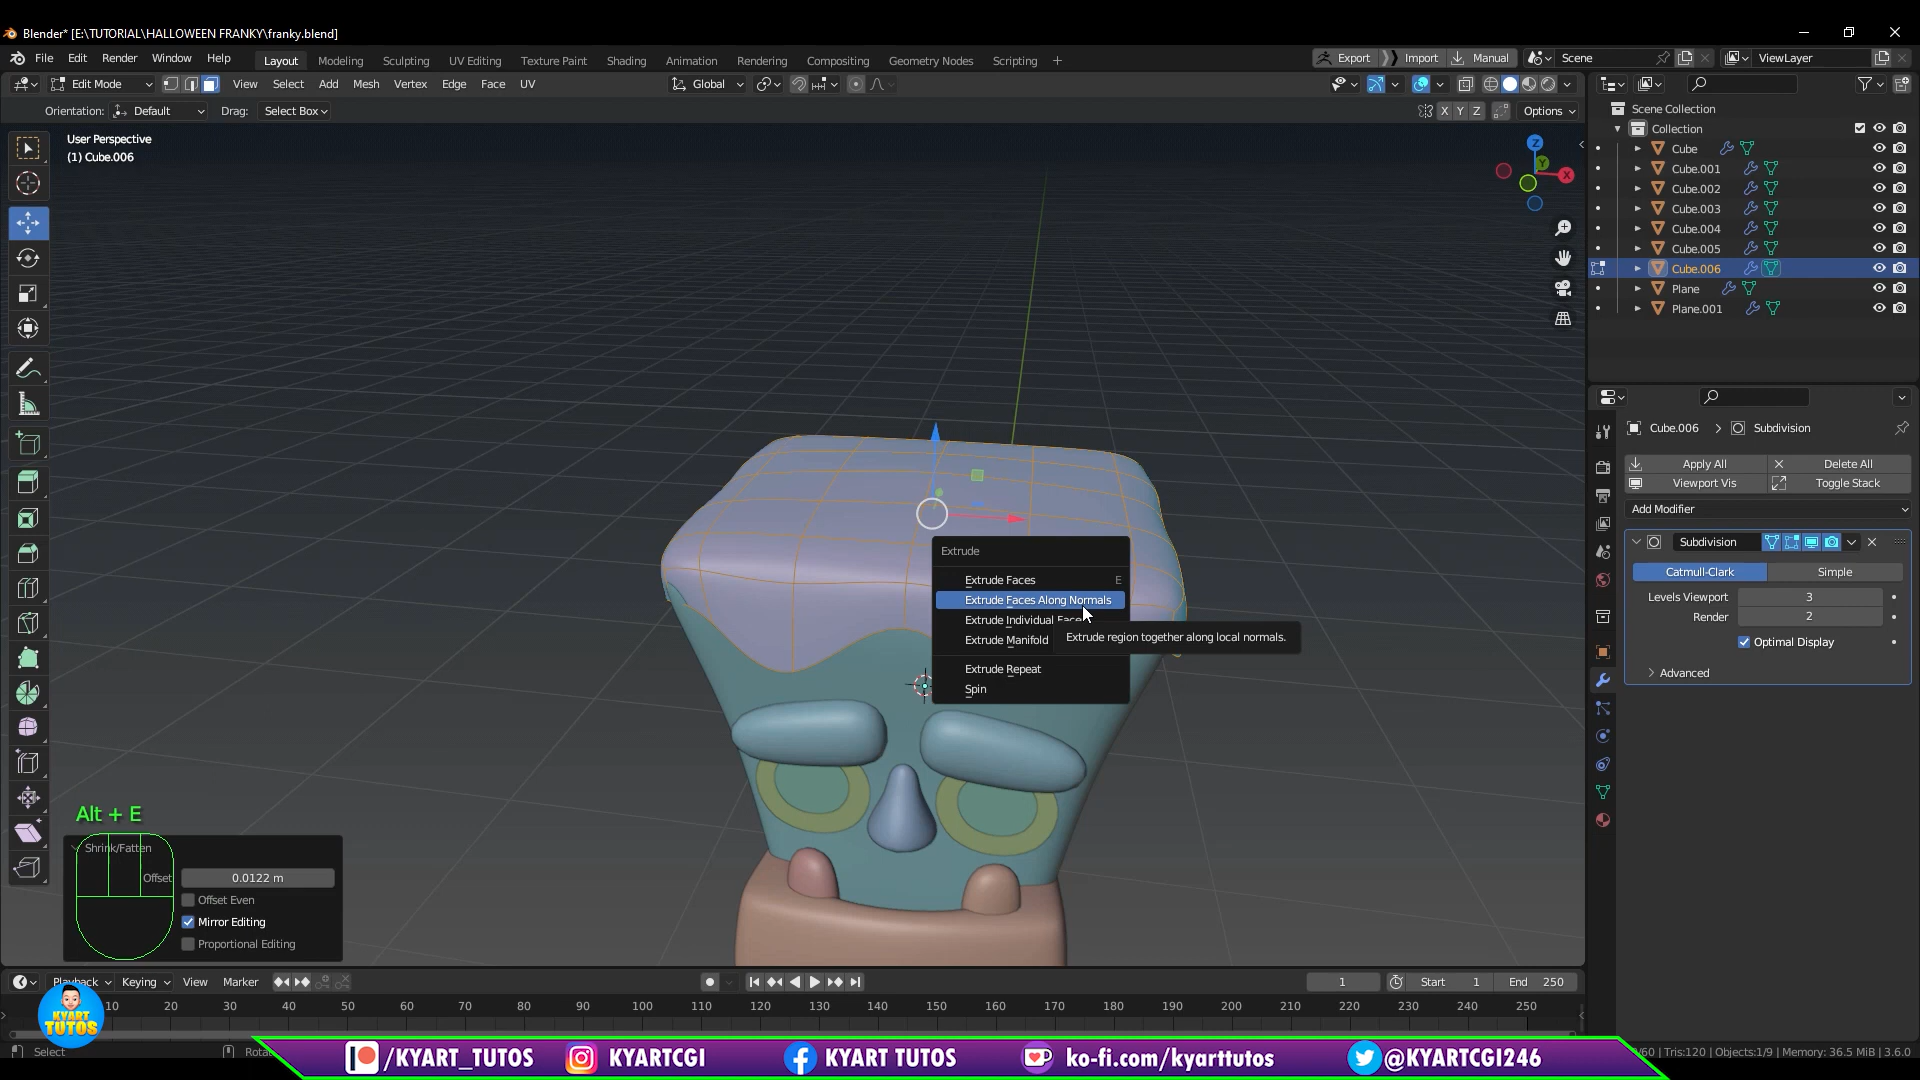 Blender* [E:\TUTORIAL\HALLOWEEN FRANKY\franky.blend]
File Edit Render Window Help Layout Modeling Sculpting UV Editing Texture Paint Shading Animation Rendering Compositing Geometry Nodes Scripting + Export Import Manual Scene ViewLayer
Edit Mode View Select Add Mesh Vertex Edge Face UV Global
Orientation: Default Drag: Select Box X Y Z Options
User Perspective
(1) Cube.006
Z
Y
X
Scene Collection
Collection
Cube
Cube.001
Cube.002
Cube.003
Cube.004
Cube.005
Cube.006
Plane
Plane.001
Cube.006 > Subdivision
Apply All Delete All
Viewport Vis Toggle Stack
Add Modifier
Subdivision
Catmull-Clark Simple
Levels Viewport 3
Render 2
Optimal Display
Advanced
Extrude
Extrude Faces E
Extrude Faces Along Normals
Extrude Individual Face
Extrude Manifold
Extrude region together along local normals.
Extrude Repeat
Spin
Alt + E
Shrink/Fatten
Offset 0.0122 m
Offset Even
Mirror Editing
Proportional Editing
Playback Keying View Marker 1 Start 1 End 250
10 20 30 40 50 60 70 80 90 100 110 120 130 140 150 160 170 180 190 200 210 220 230 240 250
KYART
TUTOS
Select
/KYART_TUTOS KYARTCGI KYART TUTOS ko-fi.com/kyarttutos @KYARTCGI246
/60 | Tris:120 | Objects:1/9 | Memory: 36.5 MiB | 3.6.0